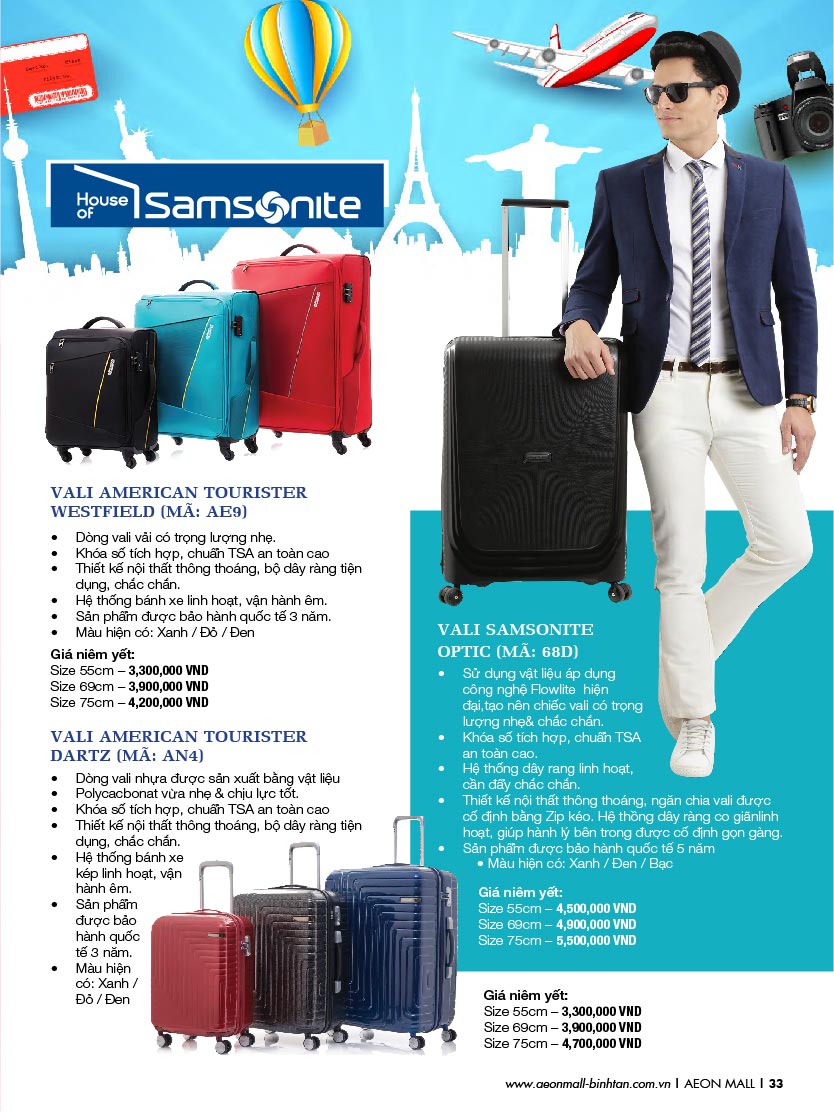 House
of
Samsonite
VALI AMERICAN TOURISTER
WESTFIELD (MÃ: AE9)
• Dòng vali vải có trọng lượng nhẹ.
• Khóa số tích hợp, chuẩn TSA an toàn cao
• Thiết kế nội thất thông thoáng, bộ dây ràng tiện
dụng, chắc chắn.
• Hệ thống bánh xe linh hoạt, vận hành êm.
• Sản phẩm được bảo hành quốc tế 3 năm.
• Màu hiện có: Xanh / Đỏ / Đen
Giá niêm yết:
Size 55cm – 3,300,000 VND
Size 69cm – 3,900,000 VND
Size 75cm – 4,200,000 VND
VALI AMERICAN TOURISTER
DARTZ (MÃ: AN4)
• Dòng vali nhựa được sản xuất bằng vật liệu
• Polycacbonat vừa nhẹ & chịu lực tốt.
• Khóa số tích hợp, chuẩn TSA an toàn cao
• Thiết kế nội thất thông thoáng, bộ dây ràng tiện
dụng, chắc chắn.
• Hệ thống bánh xe
kép linh hoạt, vận
hành êm.
• Sản phẩm
được bảo
hành quốc
tế 3 năm.
• Màu hiện
có: Xanh /
Đỏ / Đen
VALI SAMSONITE
OPTIC (MÃ: 68D)
• Sử dụng vật liệu áp dụng
công nghệ Flowlite hiện
đại,tạo nên chiếc vali có trọng
lượng nhẹ& chắc chắn.
• Khóa số tích hợp, chuẩn TSA
an toàn cao.
• Hệ thống dây rang linh hoạt,
cần đẩy chắc chắn.
• Thiết kế nội thất thông thoáng, ngăn chia vali được
cố định bằng Zip kéo. Hệ thồng dây ràng co giãnlinh
hoạt, giúp hành lý bên trong được cố định gọn gàng.
• Sản phẩm được bảo hành quốc tế 5 năm
• Màu hiện có: Xanh / Đen / Bạc
Giá niêm yết:
Size 55cm – 4,500,000 VND
Size 69cm – 4,900,000 VND
Size 75cm – 5,500,000 VND
Giá niêm yết:
Size 55cm – 3,300,000 VND
Size 69cm – 3,900,000 VND
Size 75cm – 4,700,000 VND
www.aeonmall-binhtan.com.vn | AEON MALL | 33